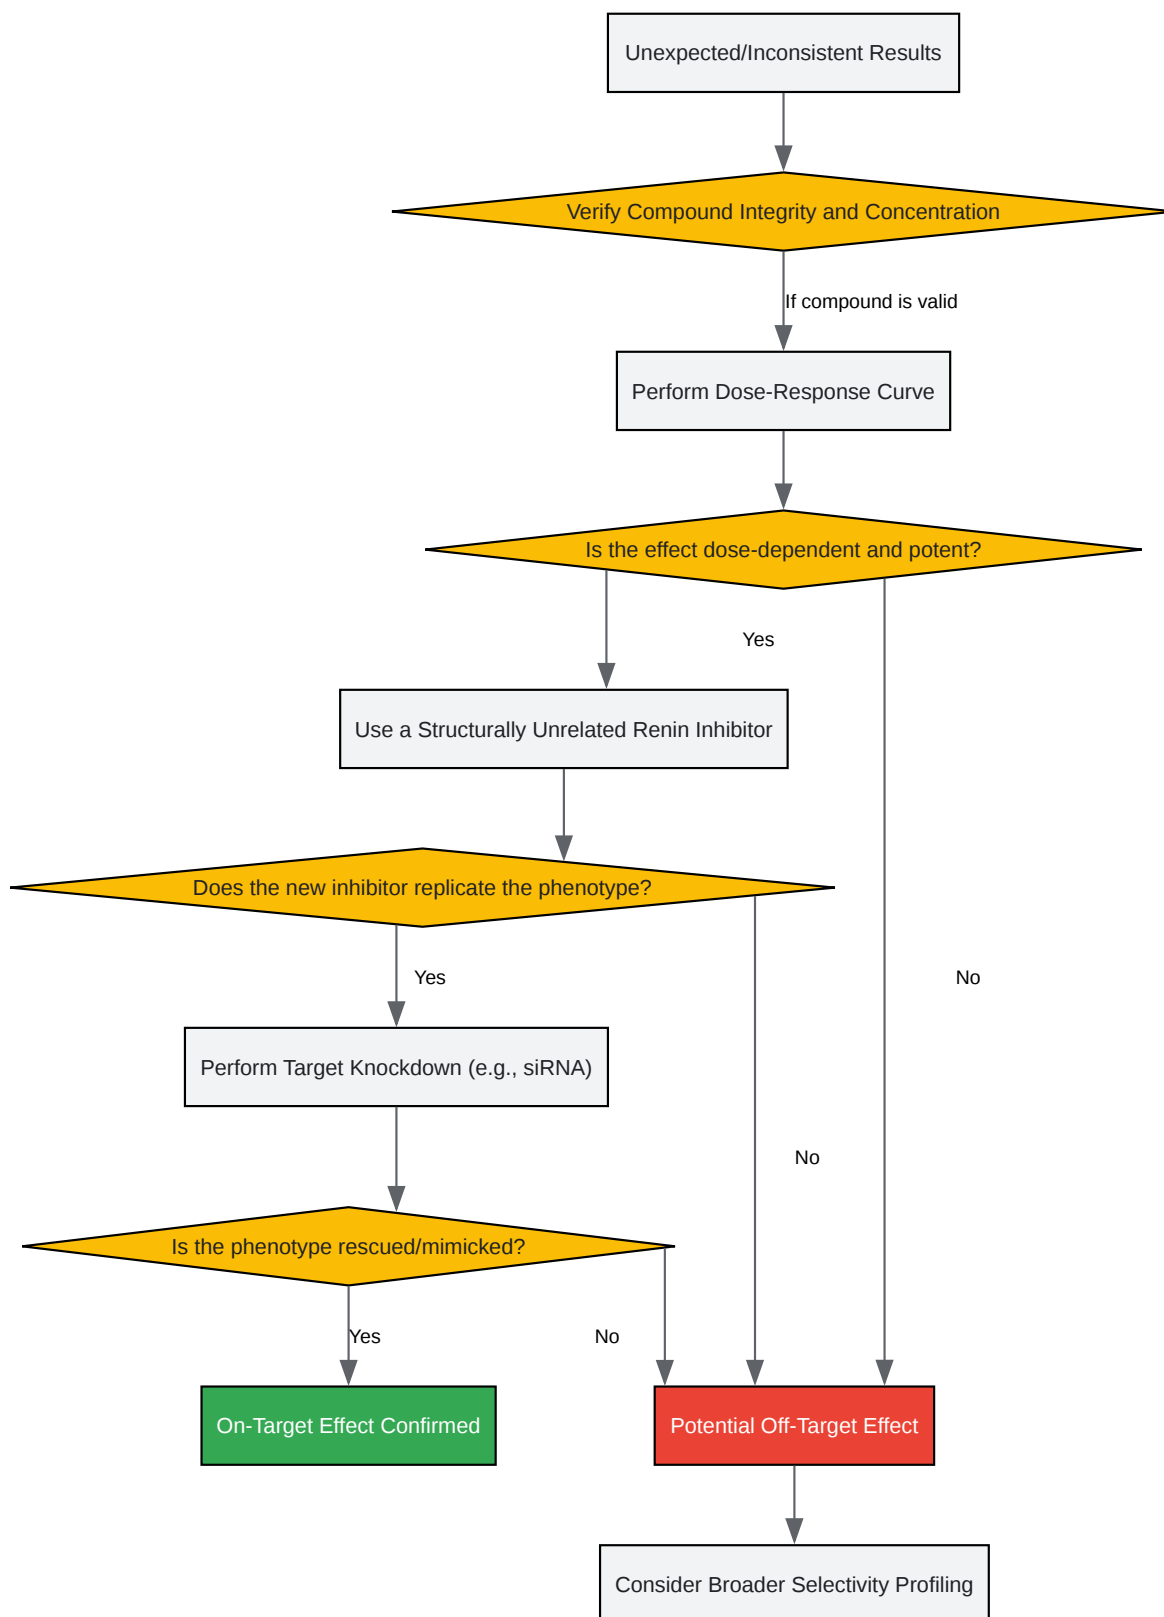 Unexpected/Inconsistent Results
Verify Compound Integrity and Concentration
If compound is valid
Perform Dose-Response Curve
Is the effect dose-dependent and potent?
Yes
Use a Structurally Unrelated Renin Inhibitor
Does the new inhibitor replicate the phenotype?
Yes
No
Perform Target Knockdown (e.g., siRNA)
No
Is the phenotype rescued/mimicked?
Yes
No
On-Target Effect Confirmed
Potential Off-Target Effect
Consider Broader Selectivity Profiling